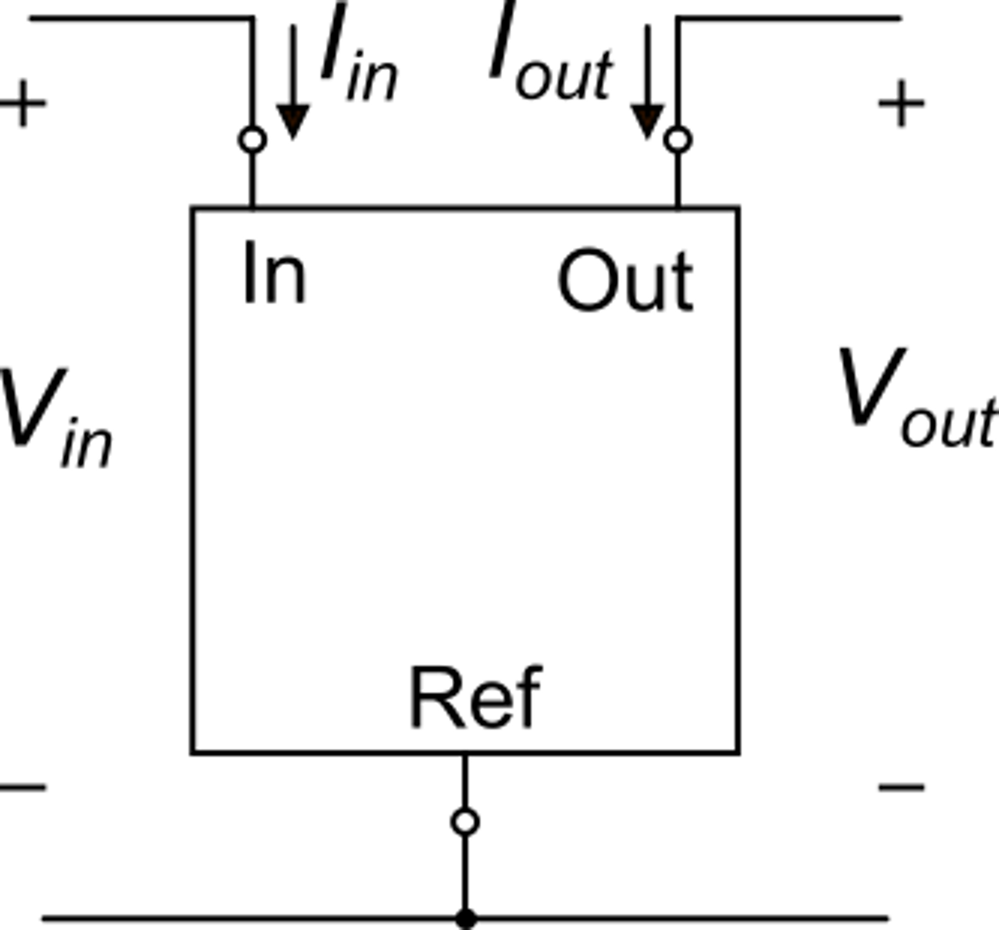 I_in I_out
+ +
In Out
V_in V_out
Ref
− −